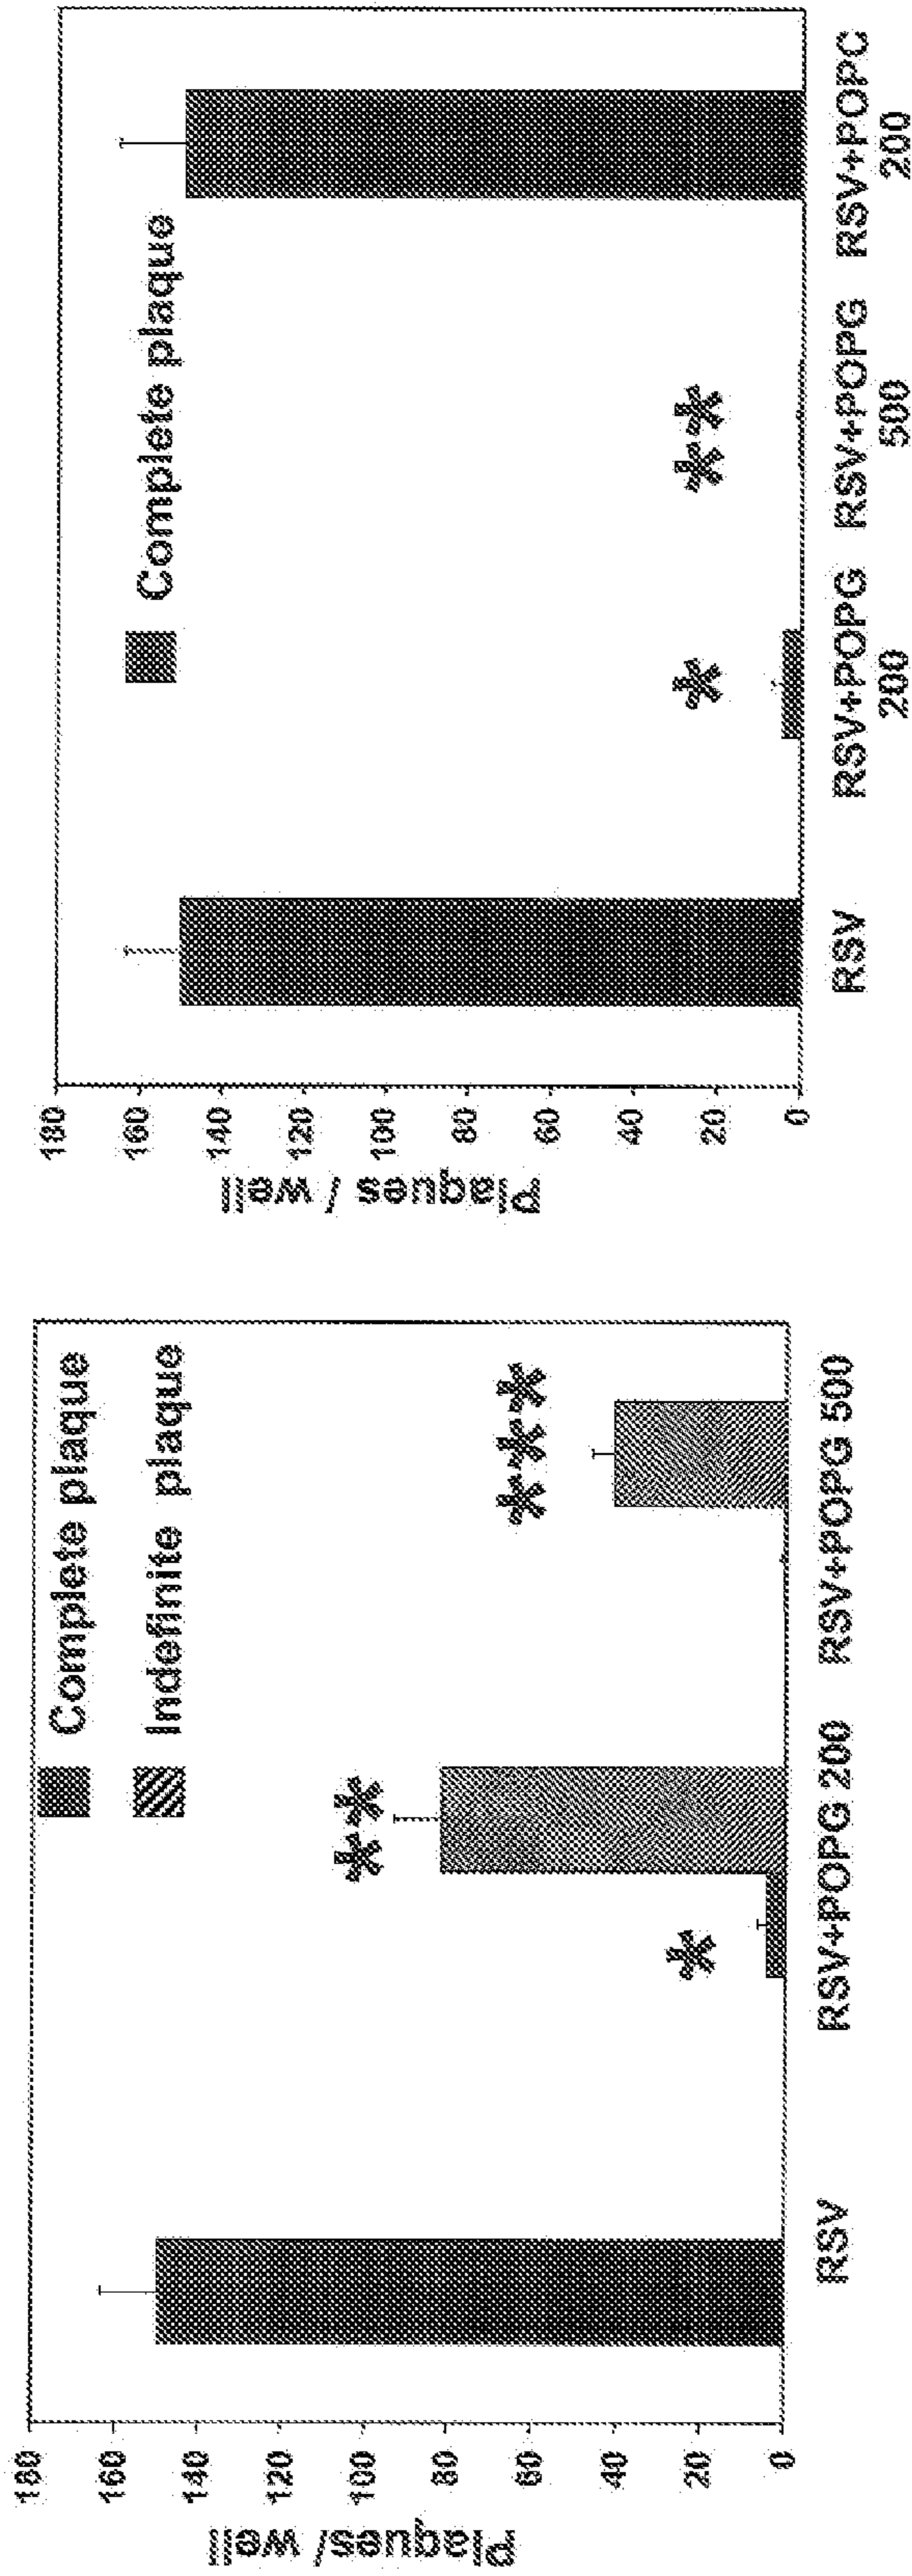 Plaques / well
180
160
140
120
100
80
60
40
20
0
Complete plaque
Indefinite plaque
*
**
***
RSV
RSV+POPG 200
RSV+POPG 500
Plaques / well
180
160
140
120
100
80
60
40
20
0
Complete plaque
*
**
RSV
RSV+POPG
200
RSV+POPG
500
RSV+POPC
200